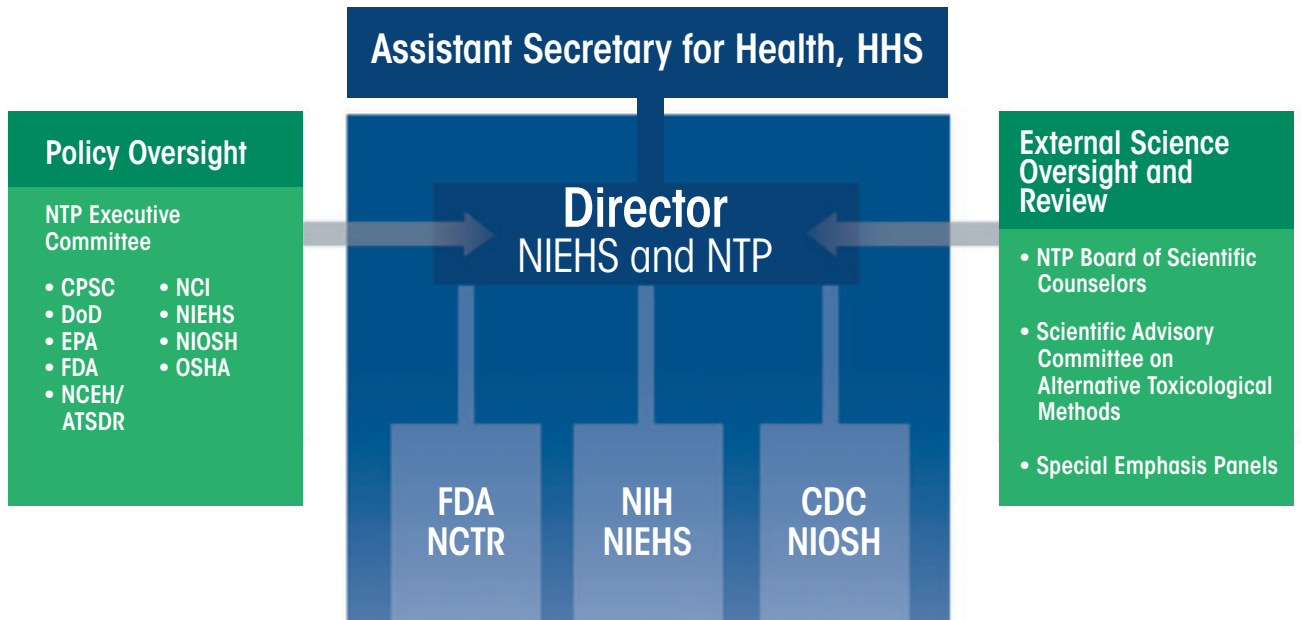 Assistant Secretary for Health, HHS
Policy Oversight
NTP Executive
Committee
• CPSC
• DoD
• EPA
• FDA
• NCEH/
ATSDR
• NCI
• NIEHS
• NIOSH
• OSHA
Director
NIEHS and NTP
FDA
NCTR
NIH
NIEHS
CDC
NIOSH
External Science
Oversight and
Review
• NTP Board of Scientific
Counselors
• Scientific Advisory
Committee on
Alternative Toxicological
Methods
• Special Emphasis Panels